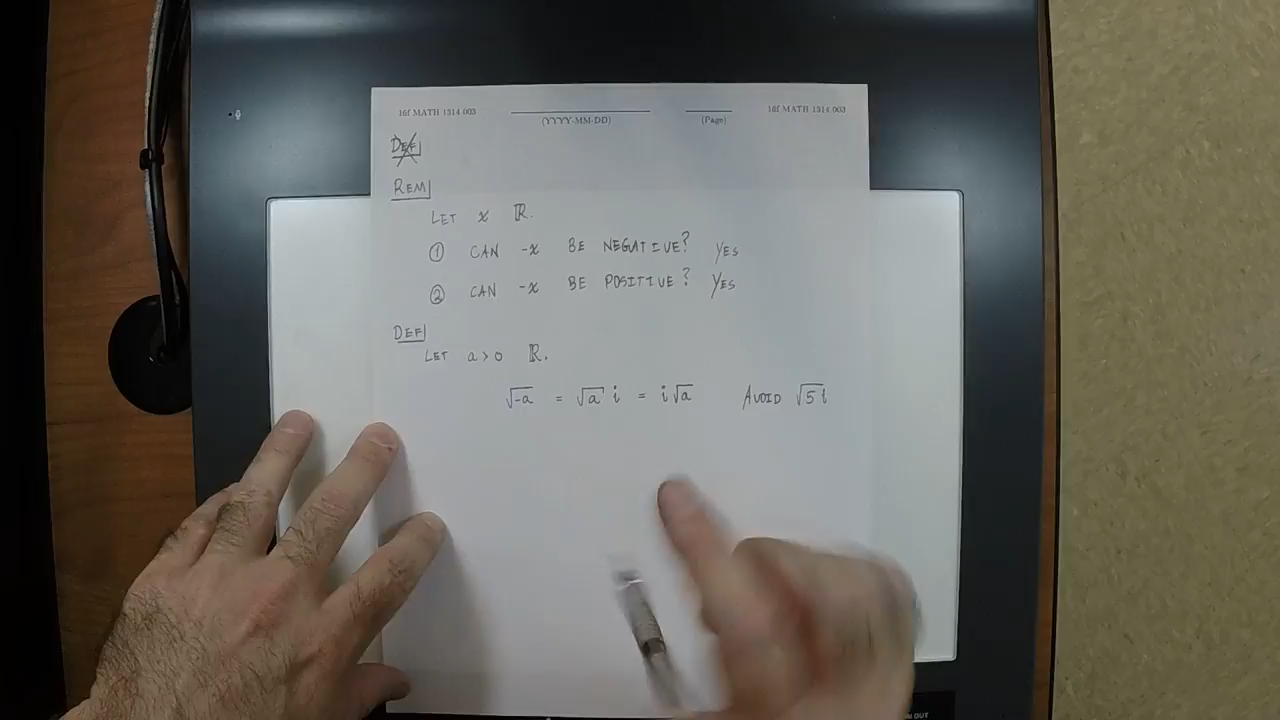 16f MATH 1314 003 (YYYY-MM-DD) (Page) 16f MATH 1314 003
DEF
REM
LET x ℝ.
① CAN -x BE NEGATIVE? YES
② CAN -x BE POSITIVE? YES
DEF
LET a > 0 ℝ.
√-a = √a i = i√a AVOID √5i